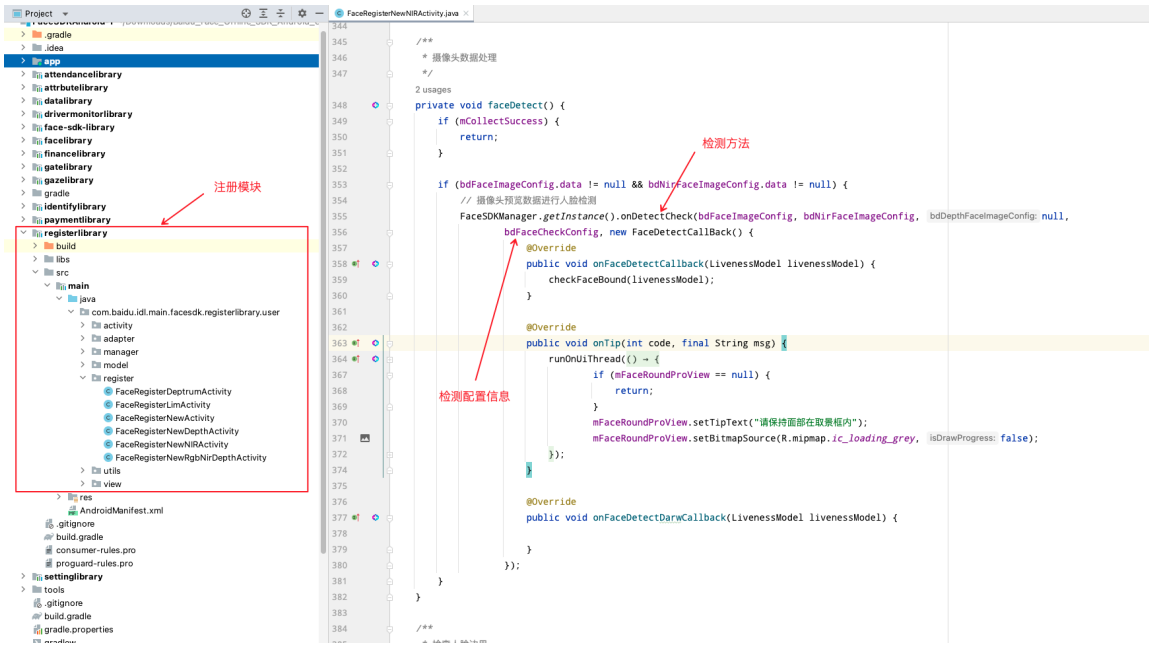 Project
FaceRegisterNewNIRActivity.java
.gradle
.idea
app
attendancelibrary
attrbutelibrary
datalibrary
drivermonitorlibrary
face-sdk-library
facelibrary
financelibrary
gatelibrary
gazelibrary
gradle
identifylibrary
paymentlibrary
registerlibrary
build
libs
src
main
java
com.baidu.idl.main.facesdk.registerlibrary.user
activity
adapter
manager
model
register
FaceRegisterDeptrumActivity
FaceRegisterLimActivity
FaceRegisterNewActivity
FaceRegisterNewDepthActivity
FaceRegisterNewNIRActivity
FaceRegisterNewRgbNirDepthActivity
utils
view
res
AndroidManifest.xml
.gitignore
build.gradle
consumer-rules.pro
proguard-rules.pro
settinglibrary
tools
.gitignore
build.gradle
gradle.properties
gradlew
注册模块
344
345 /**
346 * 摄像头数据处理
347 */
2 usages
348 private void faceDetect() {
349 if (mCollectSuccess) {
350 return;
351 }
检测方法
352
353 if (bdFaceImageConfig.data != null && bdNirFaceImageConfig.data != null) {
354 // 摄像头预览数据进行人脸检测
355 FaceSDKManager.getInstance().onDetectCheck(bdFaceImageConfig, bdNirFaceImageConfig, bdDepthFaceImageConfig: null,
356 bdFaceCheckConfig, new FaceDetectCallBack() {
357 @Override
358 public void onFaceDetectCallback(LivenessModel livenessModel) {
359 checkFaceBound(livenessModel);
360 }
361
362 @Override
363 public void onTip(int code, final String msg) {
364 runOnUiThread(() → {
367 if (mFaceRoundProView == null) {
368 return;
369 }
检测配置信息
370 mFaceRoundProView.setTipText("请保持面部在取景框内");
371 mFaceRoundProView.setBitmapSource(R.mipmap.ic_loading_grey, isDrawProgress: false);
372 });
374 }
375
376 @Override
377 public void onFaceDetectDarwCallback(LivenessModel livenessModel) {
378
379 }
380 });
381 }
382 }
383
384 /**